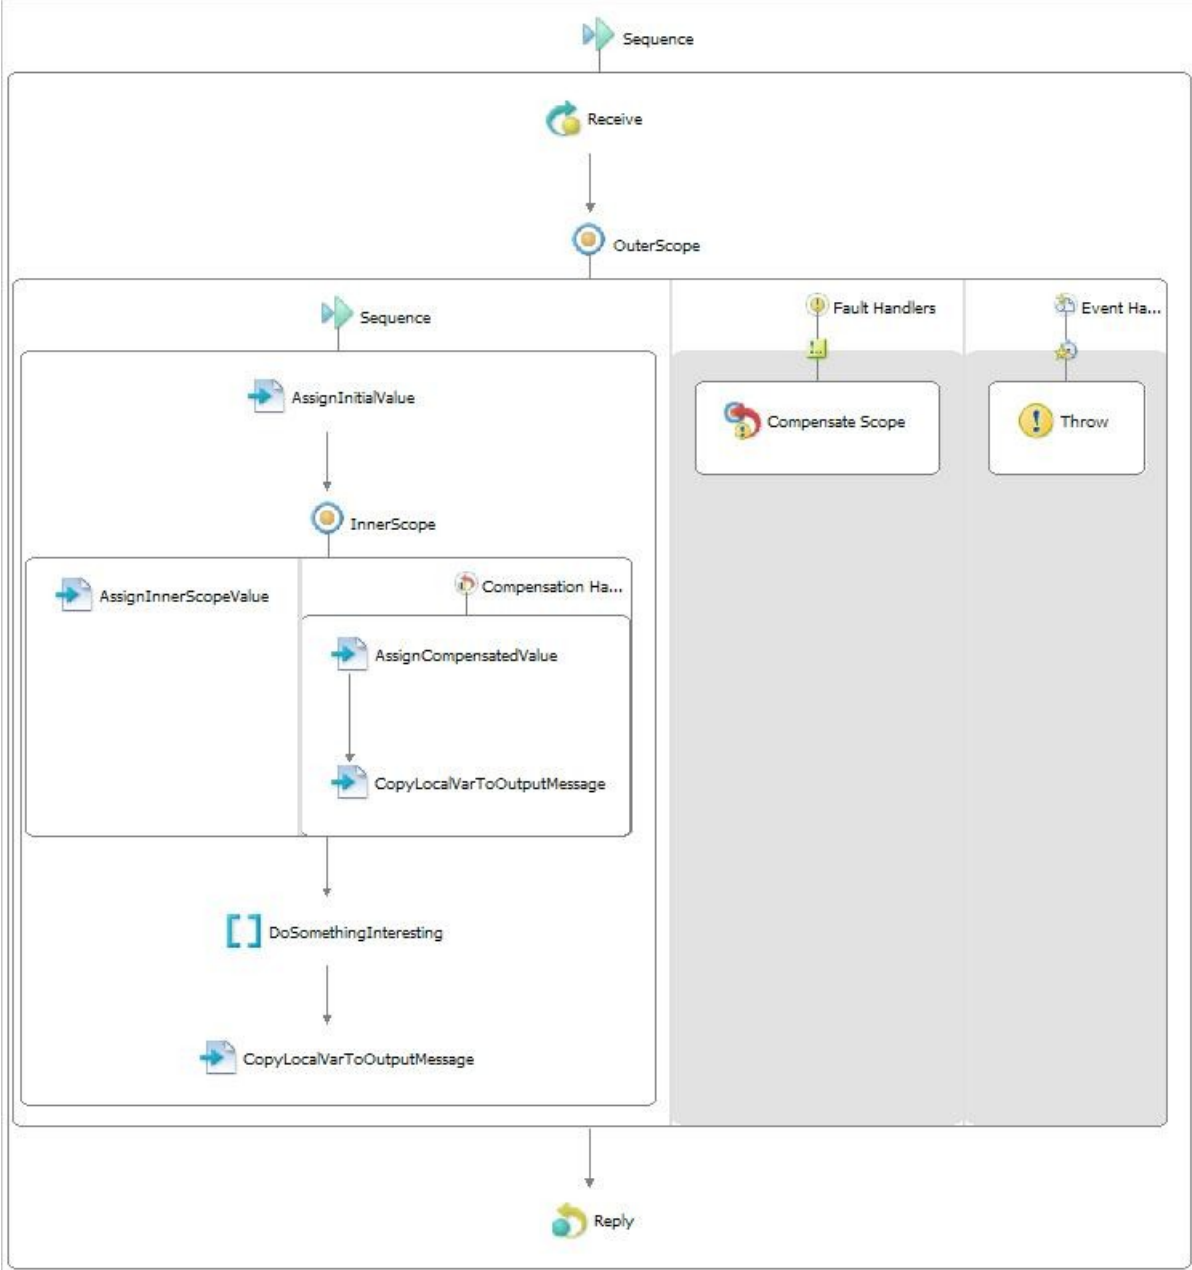 Sequence
Receive
OuterScope
Sequence
Fault Handlers
Event Ha...
AssignInitialValue
Compensate Scope
Throw
InnerScope
AssignInnerScopeValue
Compensation Ha...
AssignCompensatedValue
CopyLocalVarToOutputMessage
DoSomethingInteresting
CopyLocalVarToOutputMessage
Reply